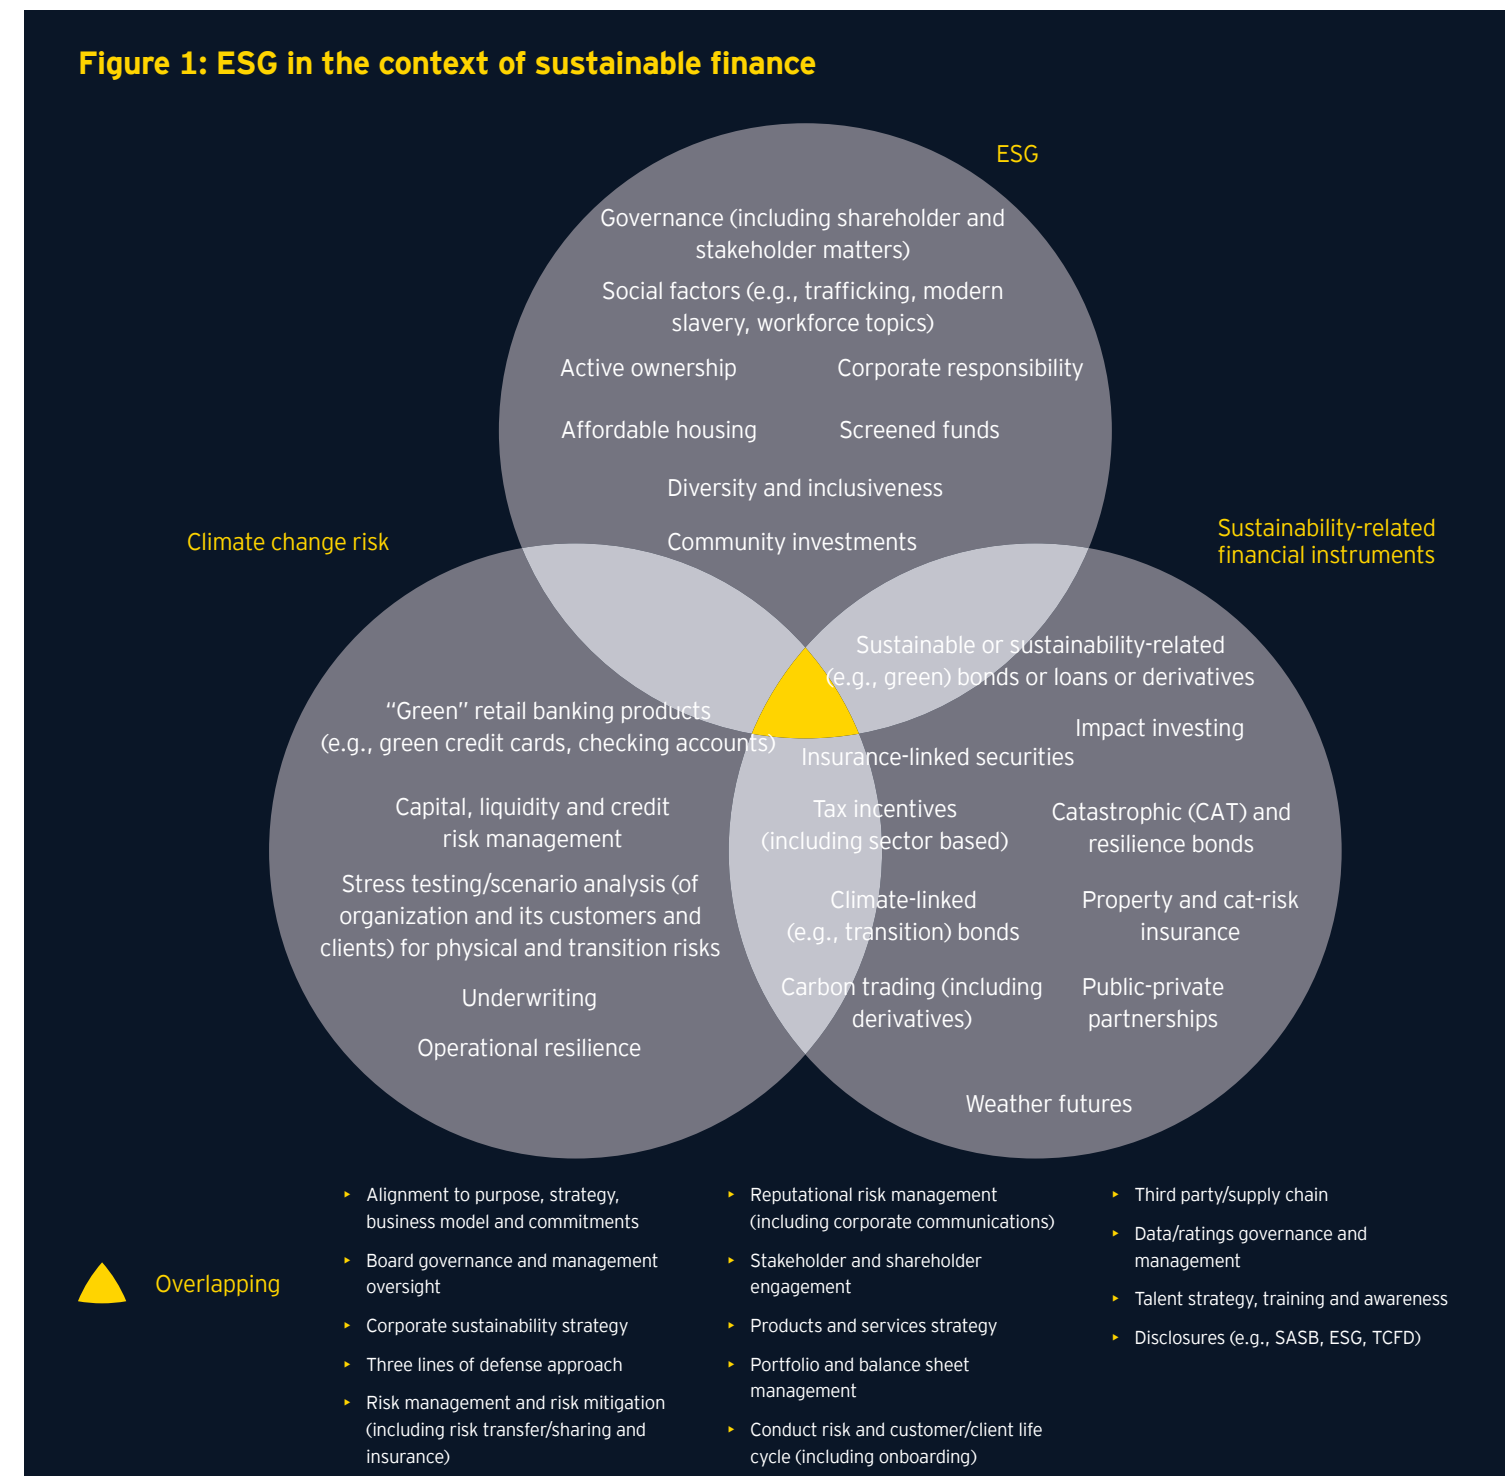 Figure 1: ESG in the context of sustainable finance
ESG
Governance (including shareholder and
stakeholder matters)
Social factors (e.g., trafficking, modern
slavery, workforce topics)
Active ownership
Corporate responsibility
Affordable housing
Screened funds
Diversity and inclusiveness
Community investments
Climate change risk
“Green” retail banking products
(e.g., green credit cards, checking accounts)
Capital, liquidity and credit
risk management
Stress testing/scenario analysis (of
organization and its customers and
clients) for physical and transition risks
Underwriting
Operational resilience
Sustainability-related
financial instruments
Sustainable or sustainability-related
(e.g., green) bonds or loans or derivatives
Impact investing
Insurance-linked securities
Tax incentives
(including sector based)
Catastrophic (CAT) and
resilience bonds
Climate-linked
(e.g., transition) bonds
Property and cat-risk
insurance
Carbon trading (including
derivatives)
Public-private
partnerships
Weather futures
Overlapping
‣ Alignment to purpose, strategy,
business model and commitments
‣ Board governance and management
oversight
‣ Corporate sustainability strategy
‣ Three lines of defense approach
‣ Risk management and risk mitigation
(including risk transfer/sharing and
insurance)
‣ Reputational risk management
(including corporate communications)
‣ Stakeholder and shareholder
engagement
‣ Products and services strategy
‣ Portfolio and balance sheet
management
‣ Conduct risk and customer/client life
cycle (including onboarding)
‣ Third party/supply chain
‣ Data/ratings governance and
management
‣ Talent strategy, training and awareness
‣ Disclosures (e.g., SASB, ESG, TCFD)